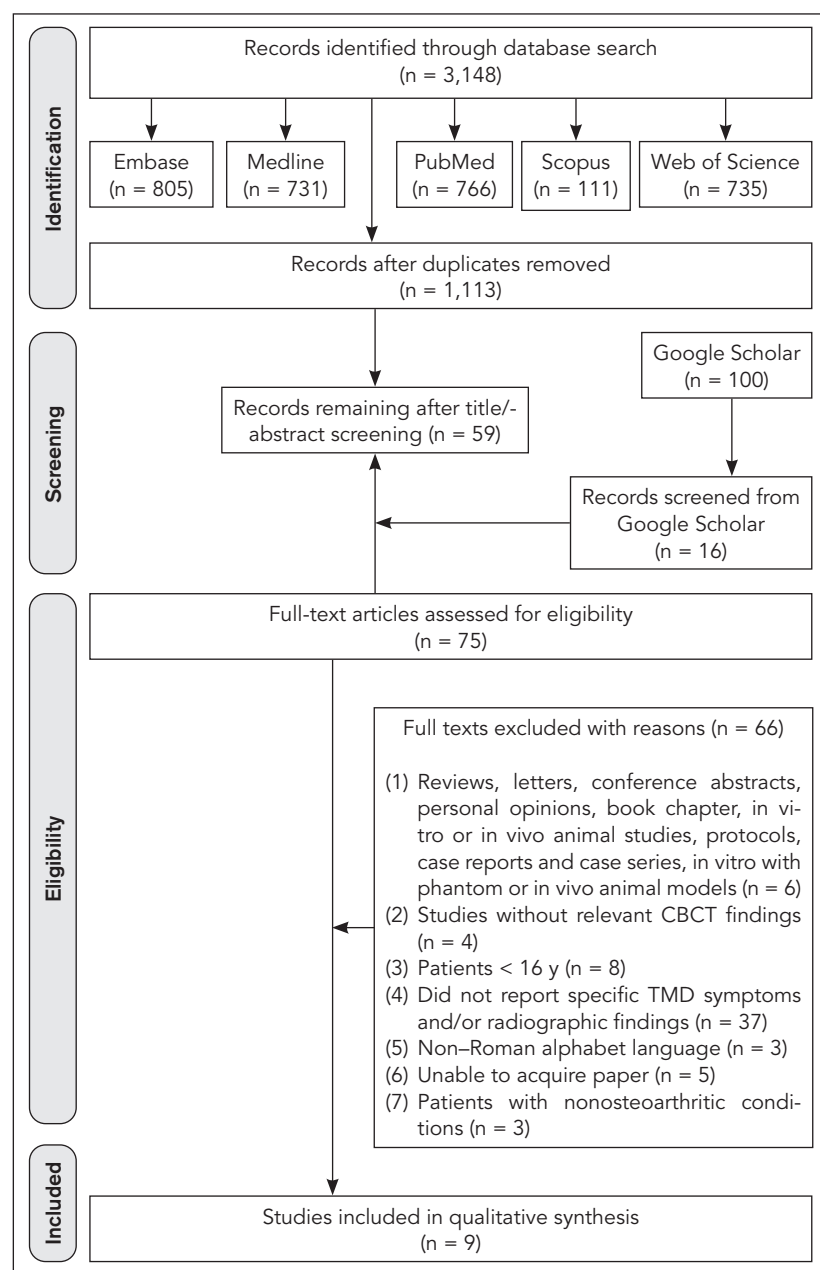 Identification
Records identified through database search
(n = 3,148)
Embase
(n = 805)
Medline
(n = 731)
PubMed
(n = 766)
Scopus
(n = 111)
Web of Science
(n = 735)
Records after duplicates removed
(n = 1,113)
Screening
Google Scholar
(n = 100)
Records remaining after title/-
abstract screening (n = 59)
Records screened from
Google Scholar
(n = 16)
Eligibility
Full-text articles assessed for eligibility
(n = 75)
Full texts excluded with reasons (n = 66)
(1) Reviews, letters, conference abstracts,
personal opinions, book chapter, in vi-
tro or in vivo animal studies, protocols,
case reports and case series, in vitro with
phantom or in vivo animal models (n = 6)
(2) Studies without relevant CBCT findings
(n = 4)
(3) Patients < 16 y (n = 8)
(4) Did not report specific TMD symptoms
and/or radiographic findings (n = 37)
(5) Non–Roman alphabet language (n = 3)
(6) Unable to acquire paper (n = 5)
(7) Patients with nonosteoarthritic condi-
tions (n = 3)
Included
Studies included in qualitative synthesis
(n = 9)